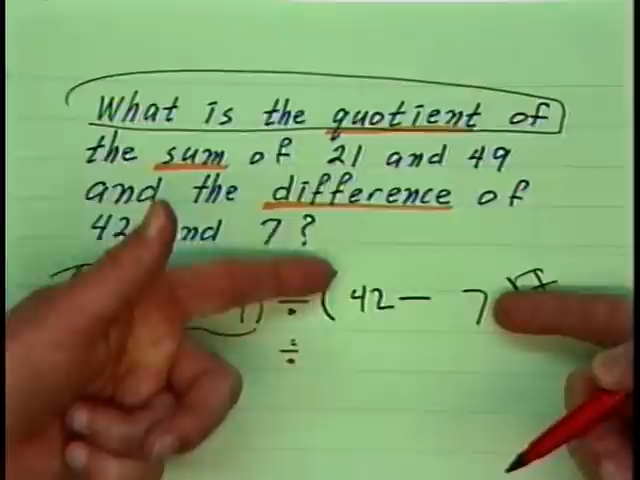 What is the quotient of
the sum of 21 and 49
and the difference of
42 and 7?
) ÷ ( 42 - 7
÷